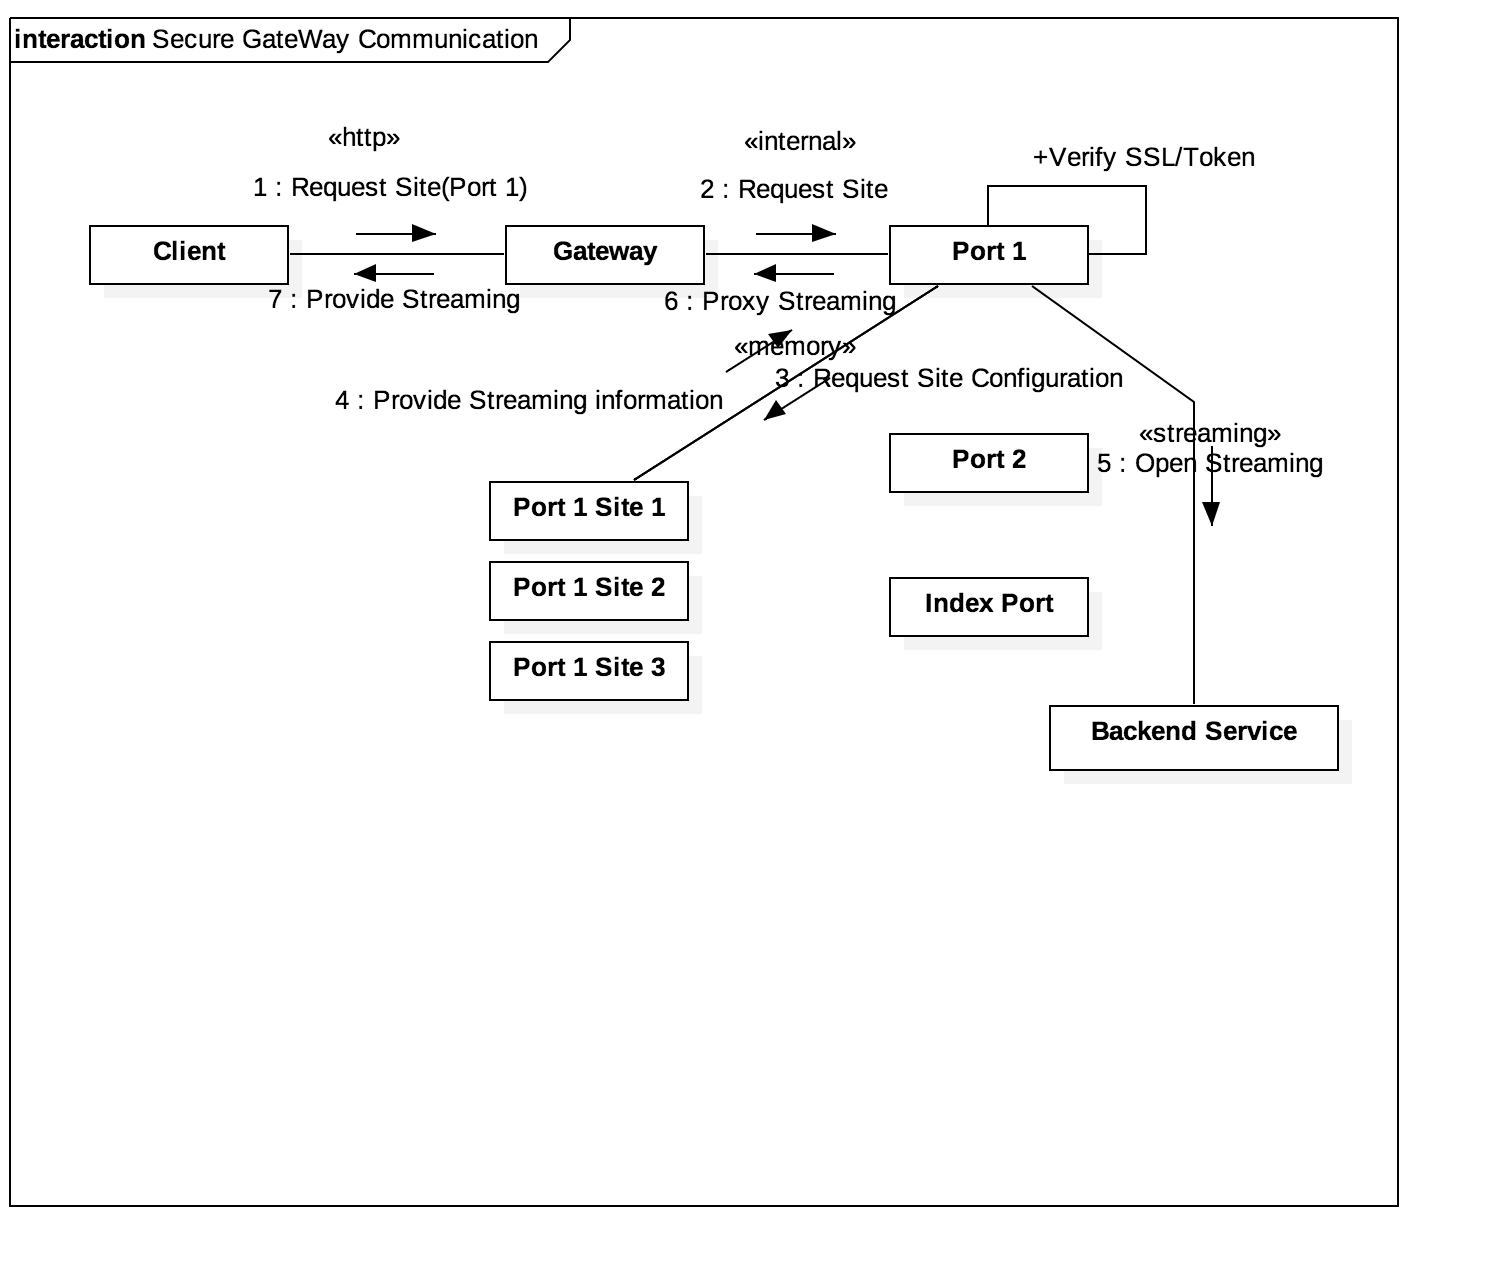 interaction Secure GateWay Communication
«http»
«internal»
+Verify SSL/Token
1 : Request Site(Port 1)
2 : Request Site
Client
Gateway
Port 1
7 : Provide Streaming
6 : Proxy Streaming
«memory»
3 : Request Site Configuration
4 : Provide Streaming information
«streaming»
Port 2
5 : Open Streaming
Port 1 Site 1
Port 1 Site 2
Index Port
Port 1 Site 3
Backend Service